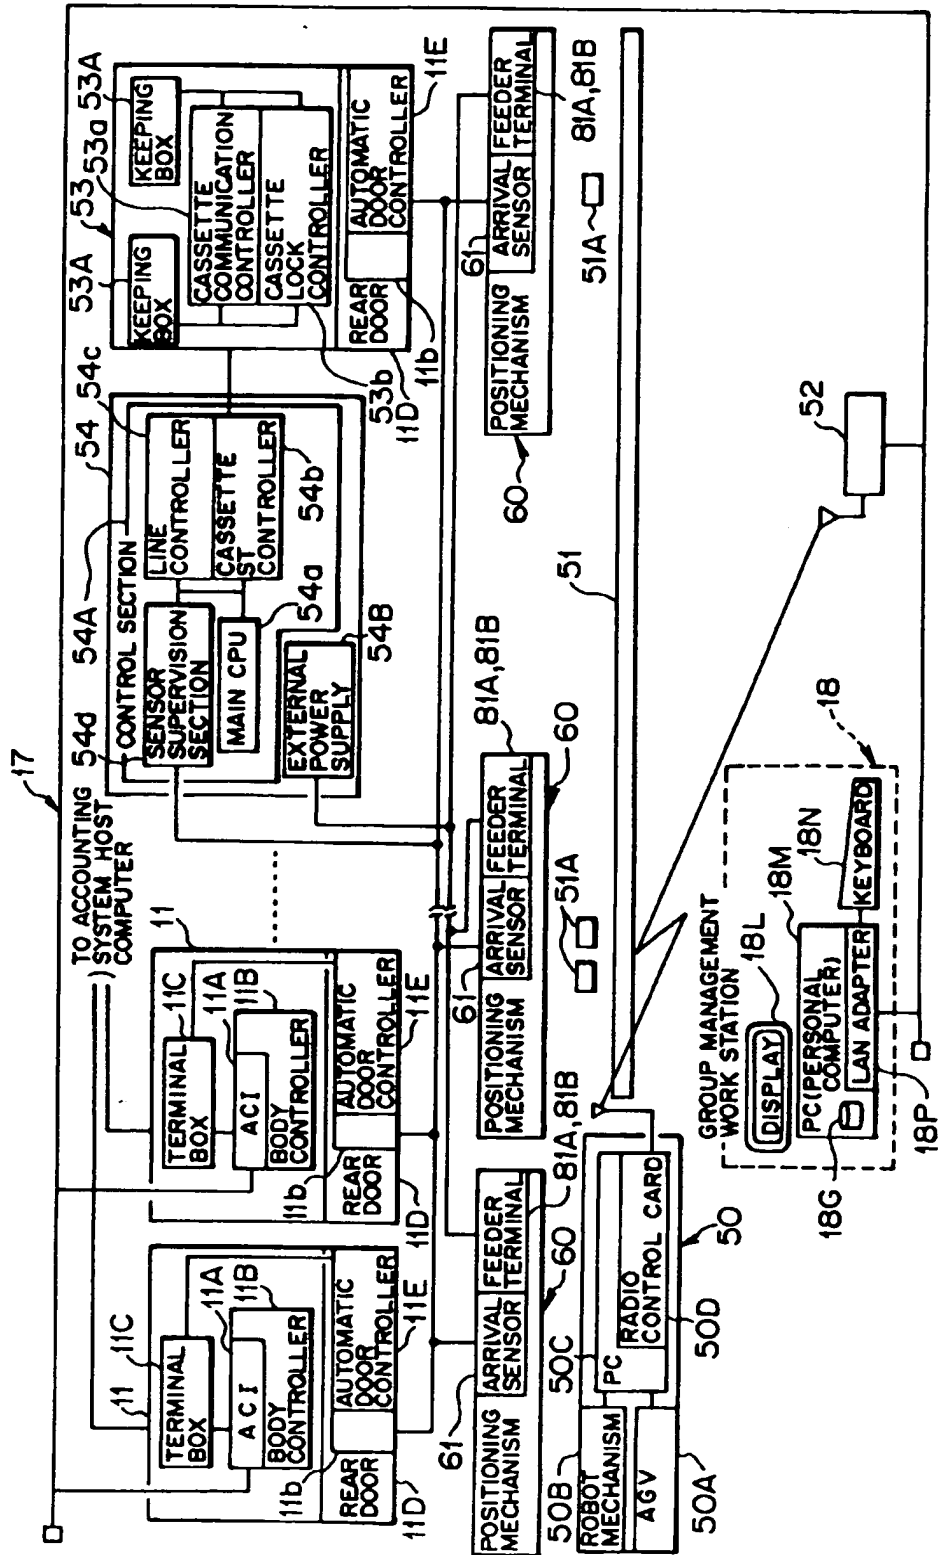 17
TO ACCOUNTING
SYSTEM HOST
COMPUTER
11
11C
TERMINAL
BOX
11A
11B
ACI
BODY
CONTROLLER
11b
REAR
DOOR
AUTOMATIC
DOOR
CONTROLLER
11D
11E
11
11C
TERMINAL
BOX
11A
11B
ACI
BODY
CONTROLLER
11b
REAR
DOOR
AUTOMATIC
DOOR
CONTROLLER
11D
11E
54
54A
CONTROL SECTION
54d
SENSOR
SUPERVISION
SECTION
54c
LINE
CONTROLLER
CASSETTE
ST
CONTROLLER
54b
MAIN CPU
54a
EXTERNAL
POWER
SUPPLY
54B
53
53A
KEEPING
BOX
53A
KEEPING
BOX
53a
CASSETTE
COMMUNICATION
CONTROLLER
CASSETTE
LOCK
CONTROLLER
53b
REAR
DOOR
AUTOMATIC
DOOR
CONTROLLER
11D
11b
11E
61
POSITIONING
MECHANISM
ARRIVAL
SENSOR
FEEDER
TERMINAL
81A,81B
60
61
POSITIONING
MECHANISM
ARRIVAL
SENSOR
FEEDER
TERMINAL
81A,81B
60
61
POSITIONING
MECHANISM
ARRIVAL
SENSOR
FEEDER
TERMINAL
81A,81B
60
51A
51A
51
50B
ROBOT
MECHANISM
AGV
50A
50C
PC
RADIO
CONTROL CARD
50D
50
52
GROUP MANAGEMENT
WORK STATION
18
18L
DISPLAY
18M
PC(PERSONAL
COMPUTER)
LAN ADAPTER
18N
KEYBOARD
18G
18P